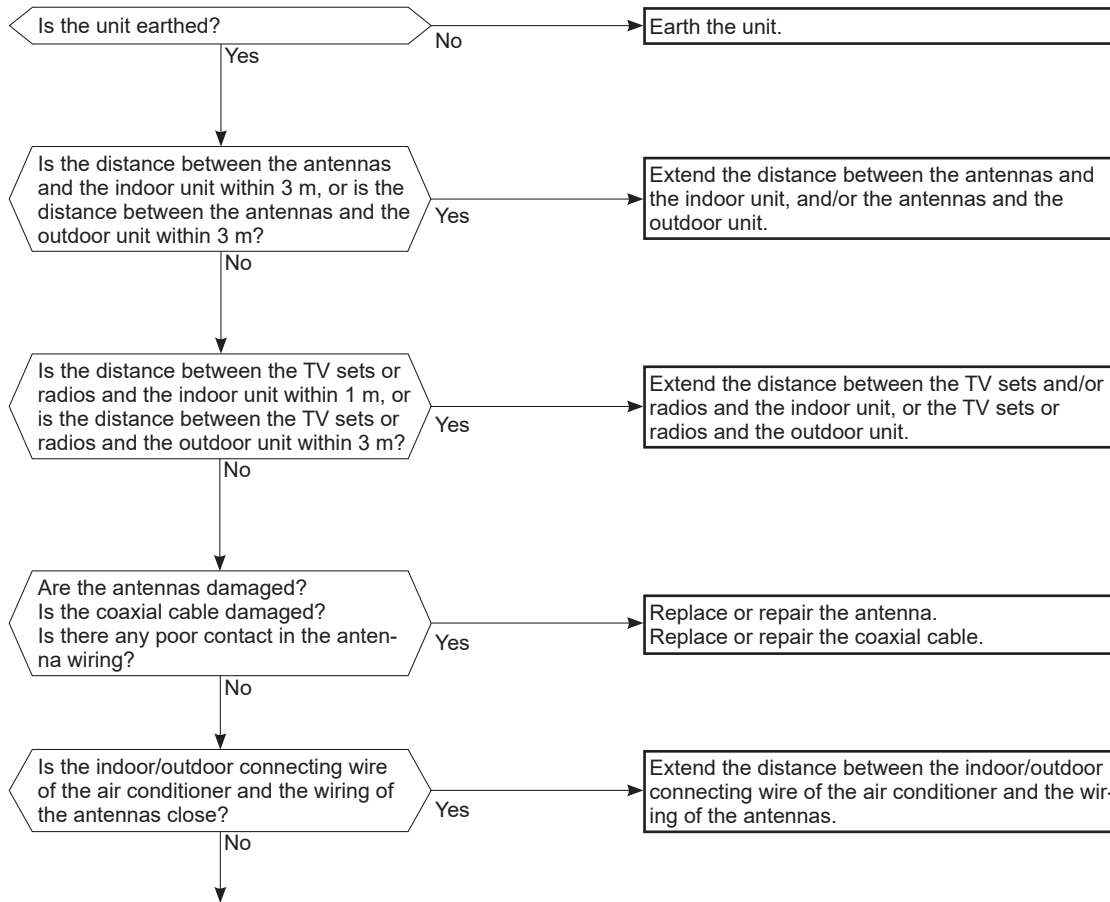 Is the unit earthed?
No
Earth the unit.
Yes
Is the distance between the antennas
and the indoor unit within 3 m, or is the
distance between the antennas and the
outdoor unit within 3 m?
Yes
Extend the distance between the antennas and
the indoor unit, and/or the antennas and the
outdoor unit.
No
Is the distance between the TV sets or
radios and the indoor unit within 1 m, or
is the distance between the TV sets or
radios and the outdoor unit within 3 m?
Yes
Extend the distance between the TV sets and/or
radios and the indoor unit, or the TV sets or
radios and the outdoor unit.
No
Are the antennas damaged?
Is the coaxial cable damaged?
Is there any poor contact in the anten-
na wiring?
Yes
Replace or repair the antenna.
Replace or repair the coaxial cable.
No
Is the indoor/outdoor connecting wire
of the air conditioner and the wiring of
the antennas close?
Yes
Extend the distance between the indoor/outdoor
connecting wire of the air conditioner and the wir-
ing of the antennas.
No